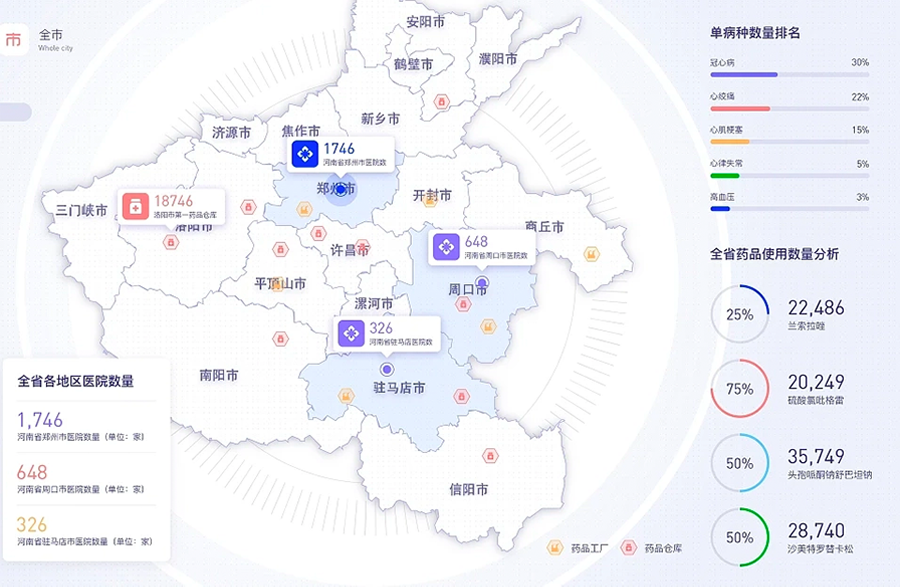 市
全市
Whole city
安阳市
鹤壁市
濮阳市
新乡市
济源市
焦作市
1746
河南省郑州市医院数
郑州市
开封市
三门峡市
18746
洛阳市第一药品仓库
洛阳市
商丘市
许昌市
648
河南省周口市医院数
平顶山市
周口市
漯河市
326
河南省驻马店医院数
南阳市
驻马店市
信阳市
药品工厂
药品仓库
全省各地区医院数量
1,746
河南省郑州市医院数量（单位：家）
648
河南省周口市医院数量（单位：家）
326
河南省驻马店市医院数量（单位：家）
单病种数量排名
冠心病 30%
心绞痛 22%
心肌梗塞 15%
心律失常 5%
高血压 3%
全省药品使用数量分析
25%
22,486
兰索拉唑
75%
20,249
硫酸氯吡格雷
50%
35,749
头孢哌酮钠舒巴坦钠
50%
28,740
沙美特罗替卡松